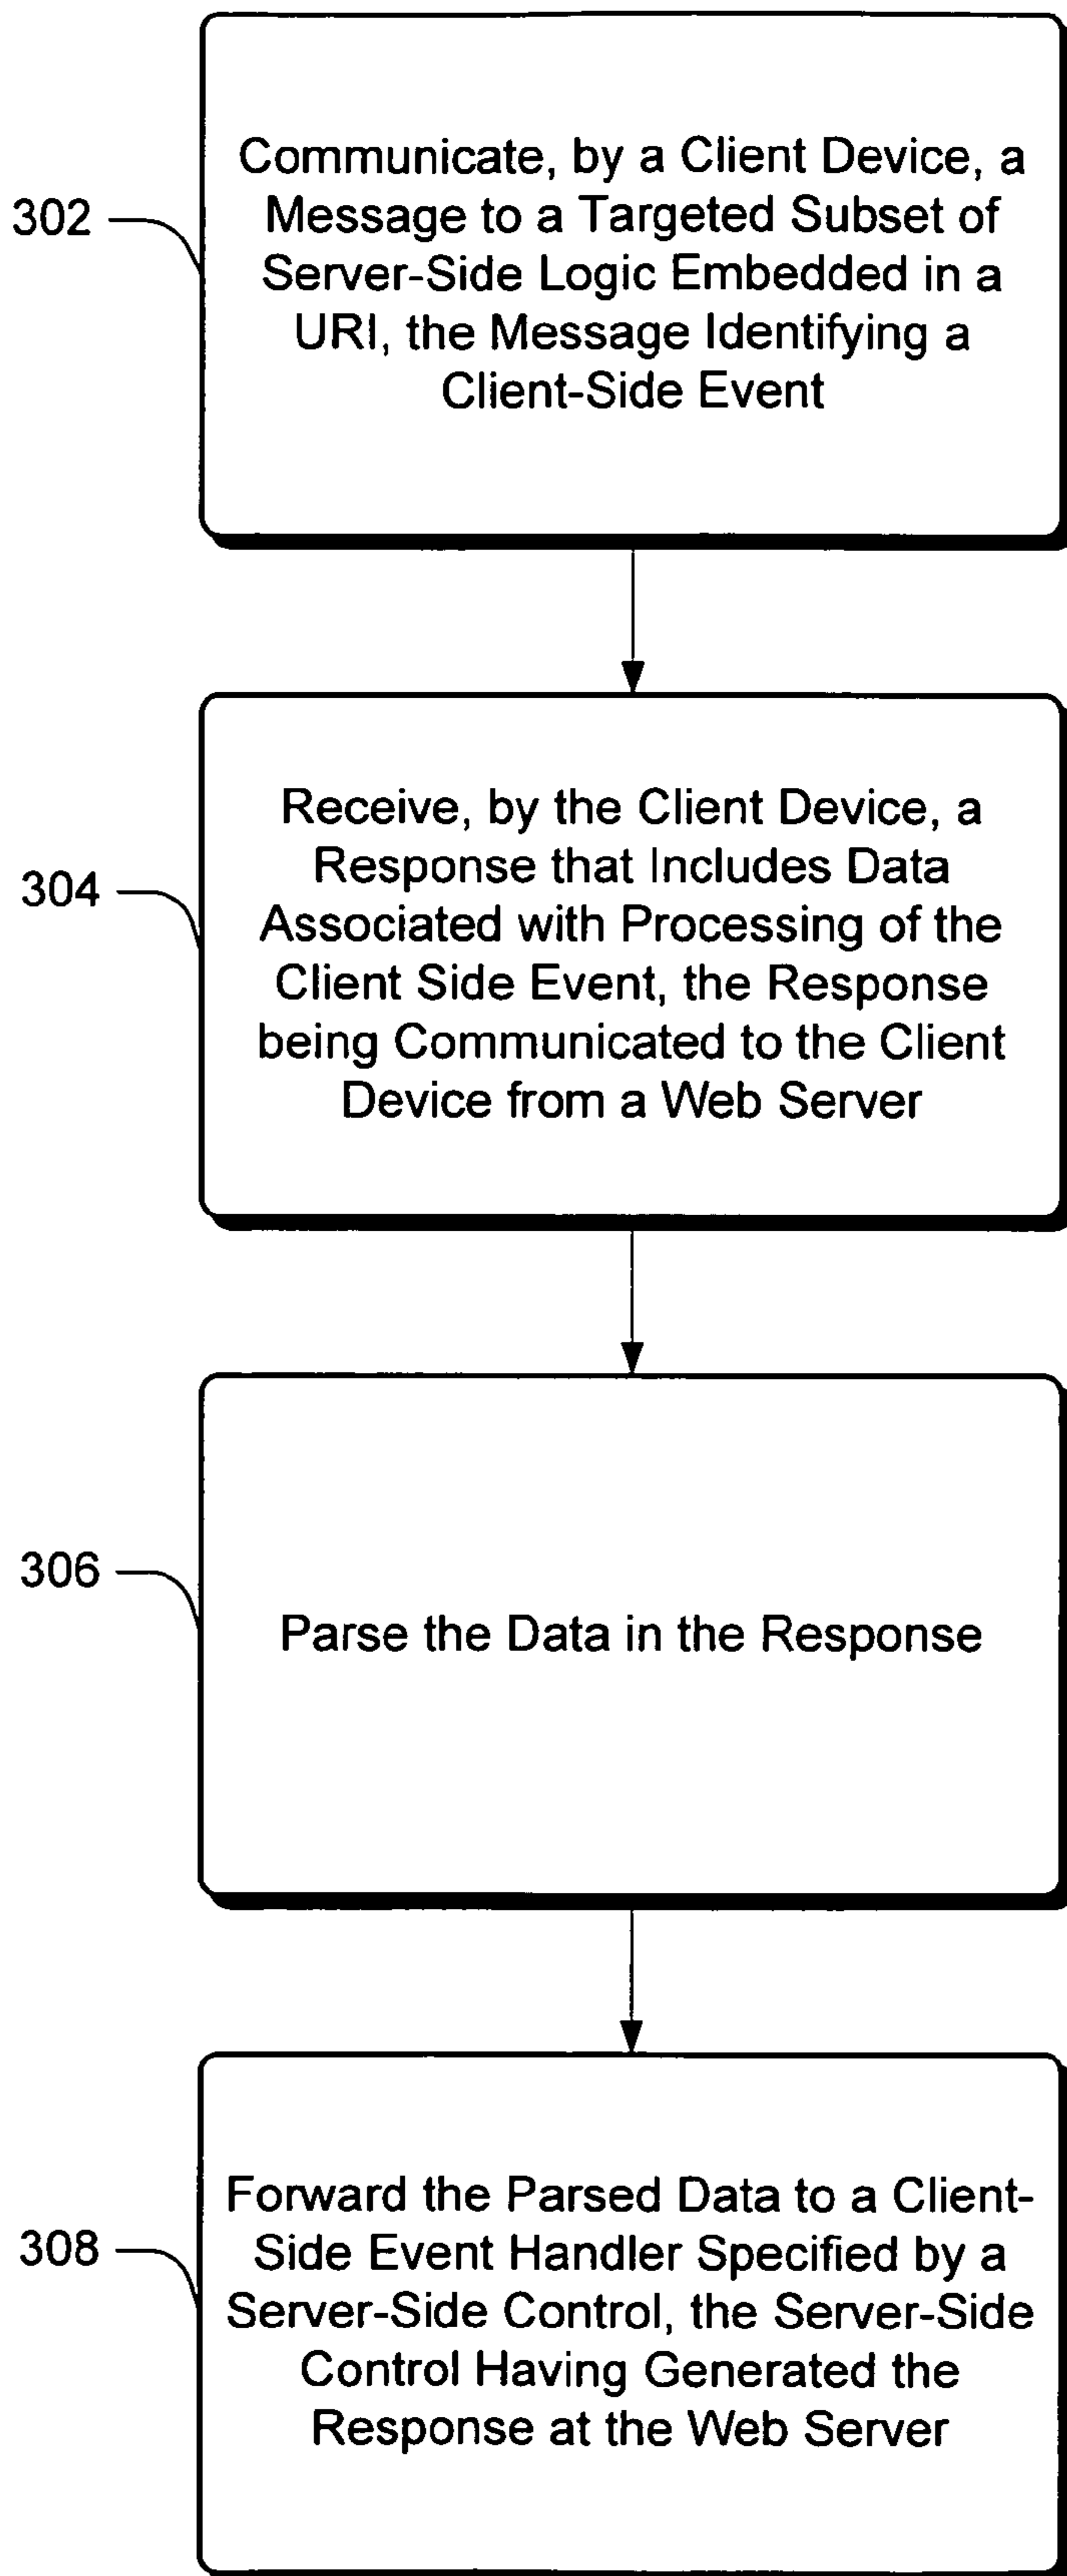 302
Communicate, by a Client Device, a
Message to a Targeted Subset of
Server-Side Logic Embedded in a
URI, the Message Identifying a
Client-Side Event
304
Receive, by the Client Device, a
Response that Includes Data
Associated with Processing of the
Client Side Event, the Response
being Communicated to the Client
Device from a Web Server
306
Parse the Data in the Response
308
Forward the Parsed Data to a Client-
Side Event Handler Specified by a
Server-Side Control, the Server-Side
Control Having Generated the
Response at the Web Server